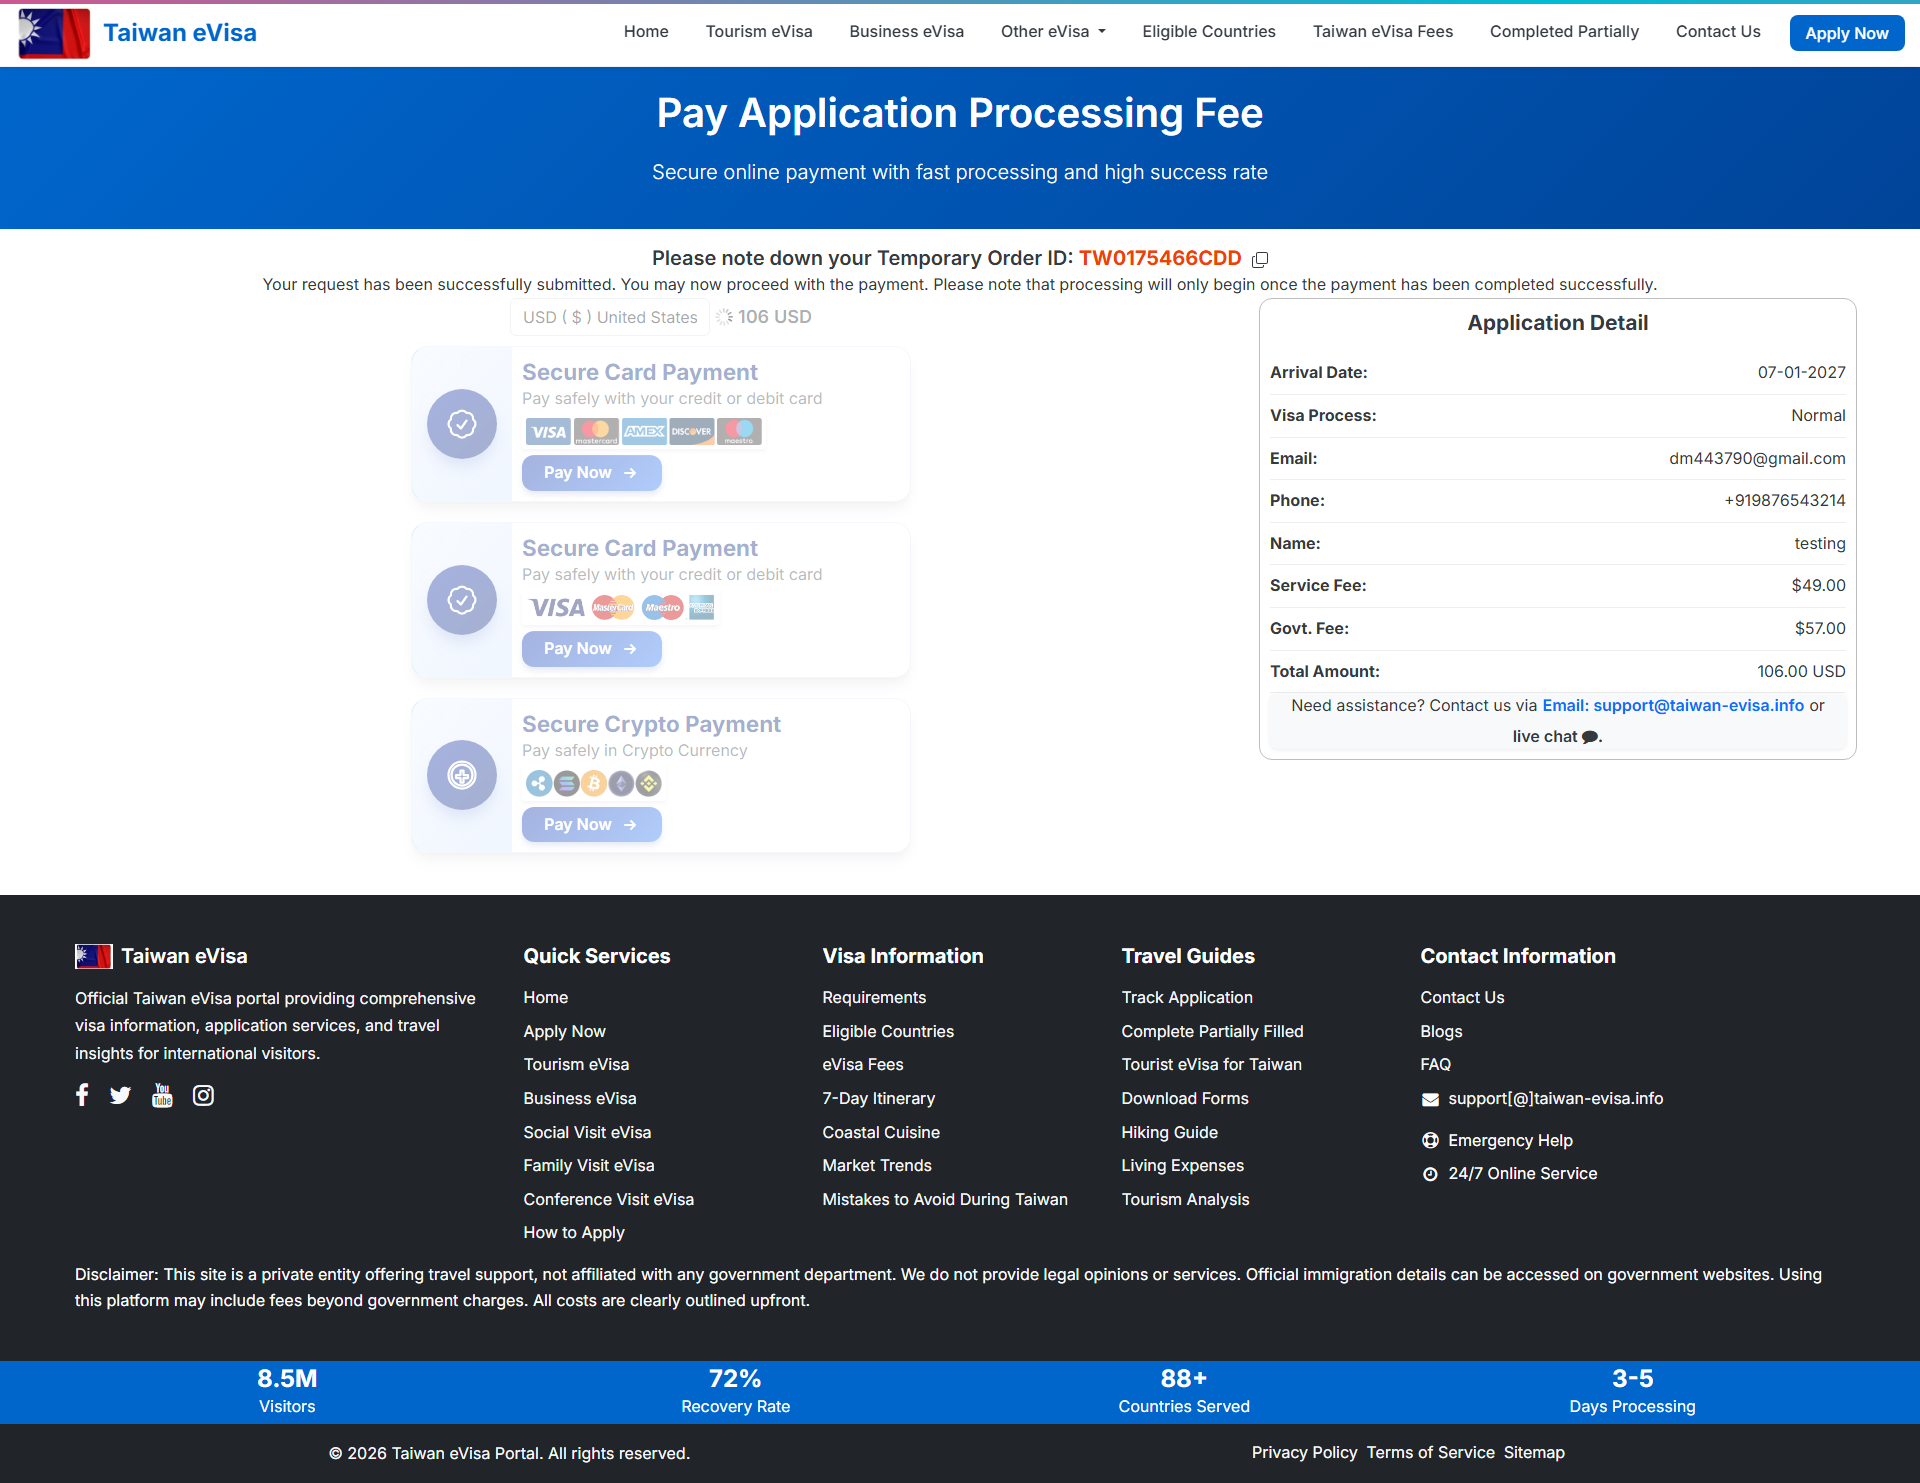 Taiwan eVisa
Home
Tourism eVisa
Business eVisa
Other eVisa
Eligible Countries
Taiwan eVisa Fees
Completed Partially
Contact Us
Apply Now
Pay Application Processing Fee
Secure online payment with fast processing and high success rate
Please note down your Temporary Order ID: TW0175466CDD
Your request has been successfully submitted. You may now proceed with the payment. Please note that processing will only begin once the payment has been completed successfully.
USD ( $ ) United States
106 USD
Secure Card Payment
Pay safely with your credit or debit card
VISA mastercard AMEX DISCOVER maestro
Pay Now
Secure Card Payment
Pay safely with your credit or debit card
VISA MasterCard Maestro
Pay Now
Secure Crypto Payment
Pay safely in Crypto Currency
Pay Now
Application Detail
Arrival Date: 07-01-2027
Visa Process: Normal
Email: dm443790@gmail.com
Phone: +919876543214
Name: testing
Service Fee: $49.00
Govt. Fee: $57.00
Total Amount: 106.00 USD
Need assistance? Contact us via Email: support@taiwan-evisa.info or
live chat .
Taiwan eVisa
Official Taiwan eVisa portal providing comprehensive
visa information, application services, and travel
insights for international visitors.
You
Tube
Quick Services
Home
Apply Now
Tourism eVisa
Business eVisa
Social Visit eVisa
Family Visit eVisa
Conference Visit eVisa
How to Apply
Visa Information
Requirements
Eligible Countries
eVisa Fees
7-Day Itinerary
Coastal Cuisine
Market Trends
Mistakes to Avoid During Taiwan
Travel Guides
Track Application
Complete Partially Filled
Tourist eVisa for Taiwan
Download Forms
Hiking Guide
Living Expenses
Tourism Analysis
Contact Information
Contact Us
Blogs
FAQ
support[@]taiwan-evisa.info
Emergency Help
24/7 Online Service
Disclaimer: This site is a private entity offering travel support, not affiliated with any government department. We do not provide legal opinions or services. Official immigration details can be accessed on government websites. Using
this platform may include fees beyond government charges. All costs are clearly outlined upfront.
8.5M
Visitors
72%
Recovery Rate
88+
Countries Served
3-5
Days Processing
© 2026 Taiwan eVisa Portal. All rights reserved.
Privacy Policy Terms of Service Sitemap